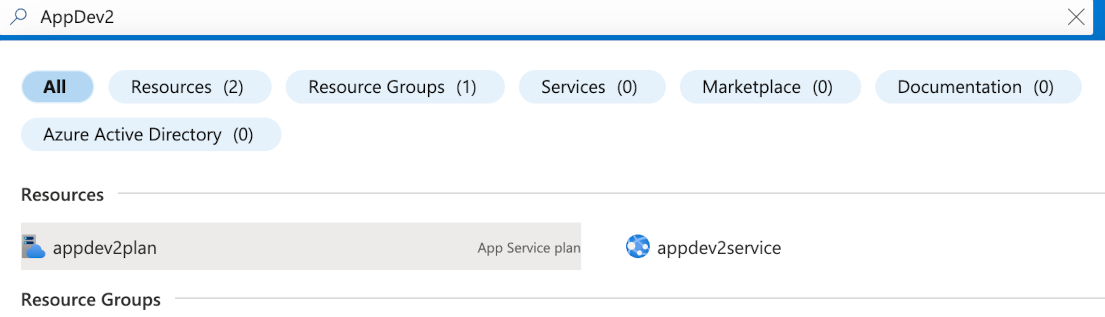 AppDev2
All Resources (2) Resource Groups (1) Services (0) Marketplace (0) Documentation (0)
Azure Active Directory (0)
Resources
appdev2plan App Service plan appdev2service
Resource Groups